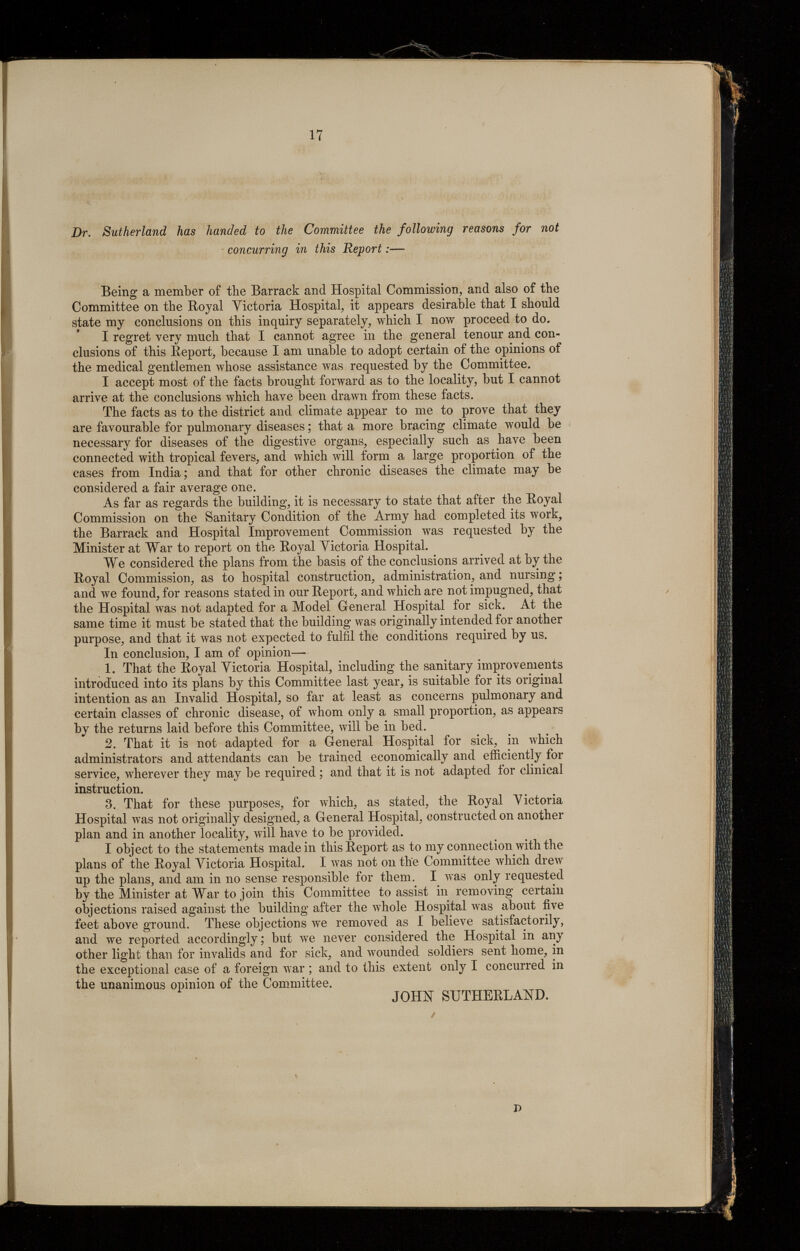 17
Dr. Sutherland has handed to the Committee the following reasons for not
concurring in this Report:—
Being a member of the Barrack and Hospital Commission, and also of the
Committee on the Royal Victoria Hospital, it appears desirable that I should
state my conclusions on this inquiry separately, which I now proceed to do.
I regret very much that I cannot agree in the general tenour and con-
clusions of this Report, because I am unable to adopt certain of the opinions of
the medical gentlemen whose assistance was requested by the Committee.
I accept most of the facts brought forward as to the locality, but I cannot
arrive at the conclusions which have been drawn from these facts.
The facts as to the district and climate appear to me to prove that they
are favourable for pulmonary diseases; that a more bracing climate would be
necessary for diseases of the digestive organs, especially such as have been
connected with tropical fevers, and which will form a large proportion of the
cases from India; and that for other chronic diseases the climate may be
considered a fair average one.
As far as regards the building, it is necessary to state that after the Royal
Commission on the Sanitary Condition of the Army had completed its work,
the Barrack and Hospital Improvement Commission was requested by the
Minister at War to report on the Royal Victoria Hospital.
We considered the plans from the basis of the conclusions arrived at by the
Royal Commission, as to hospital construction, administration, and nursing;
and we found, for reasons stated in our Report, and which are not impugned, that
the Hospital was not adapted for a Model General Hospital for sick. At the
same time it must be stated that the building was originally intended for another
purpose, and that it was not expected to fulfil the conditions required by us.
In conclusion, I am of opinion—
1. That the Royal Victoria Hospital, including the sanitary improvements
introduced into its plans by this Committee last year, is suitable for its original
intention as an Invalid Hospital, so far at least as concerns pulmonary and
certain classes of chronic disease, of whom only a small proportion, as appears
by the returns laid before this Committee, will be in bed.
2. That it is not adapted for a General Hospital for sick, in which
administrators and attendants can be trained economically and efficiently for
service, wherever they may be required; and that it is not adapted for clinical
instruction.
3. That for these purposes, for which, as stated, the Royal Victoria
Hospital was not originally designed, a General Hospital, constructed on another
plan and in another locality, will have to be provided.
I object to the statements made in this Report as to my connection with the
plans of the Royal Victoria Hospital. I was not on the Committee which drew
up the plans, and am in no sense responsible for them. I was only requested
by the Minister at War to join this Committee to assist in removing certain
objections raised against the building after the whole Hospital was about five
feet above ground. These objections we removed as I believe satisfactorily,
and we reported accordingly; but we never considered the Hospital in any
other light than for invalids and for sick, and wounded soldiers sent home, in
the exceptional case of a foreign war; and to this extent only I concurred in
the unanimous opinion of the Committee.
JOHN SUTHERLAND.
D